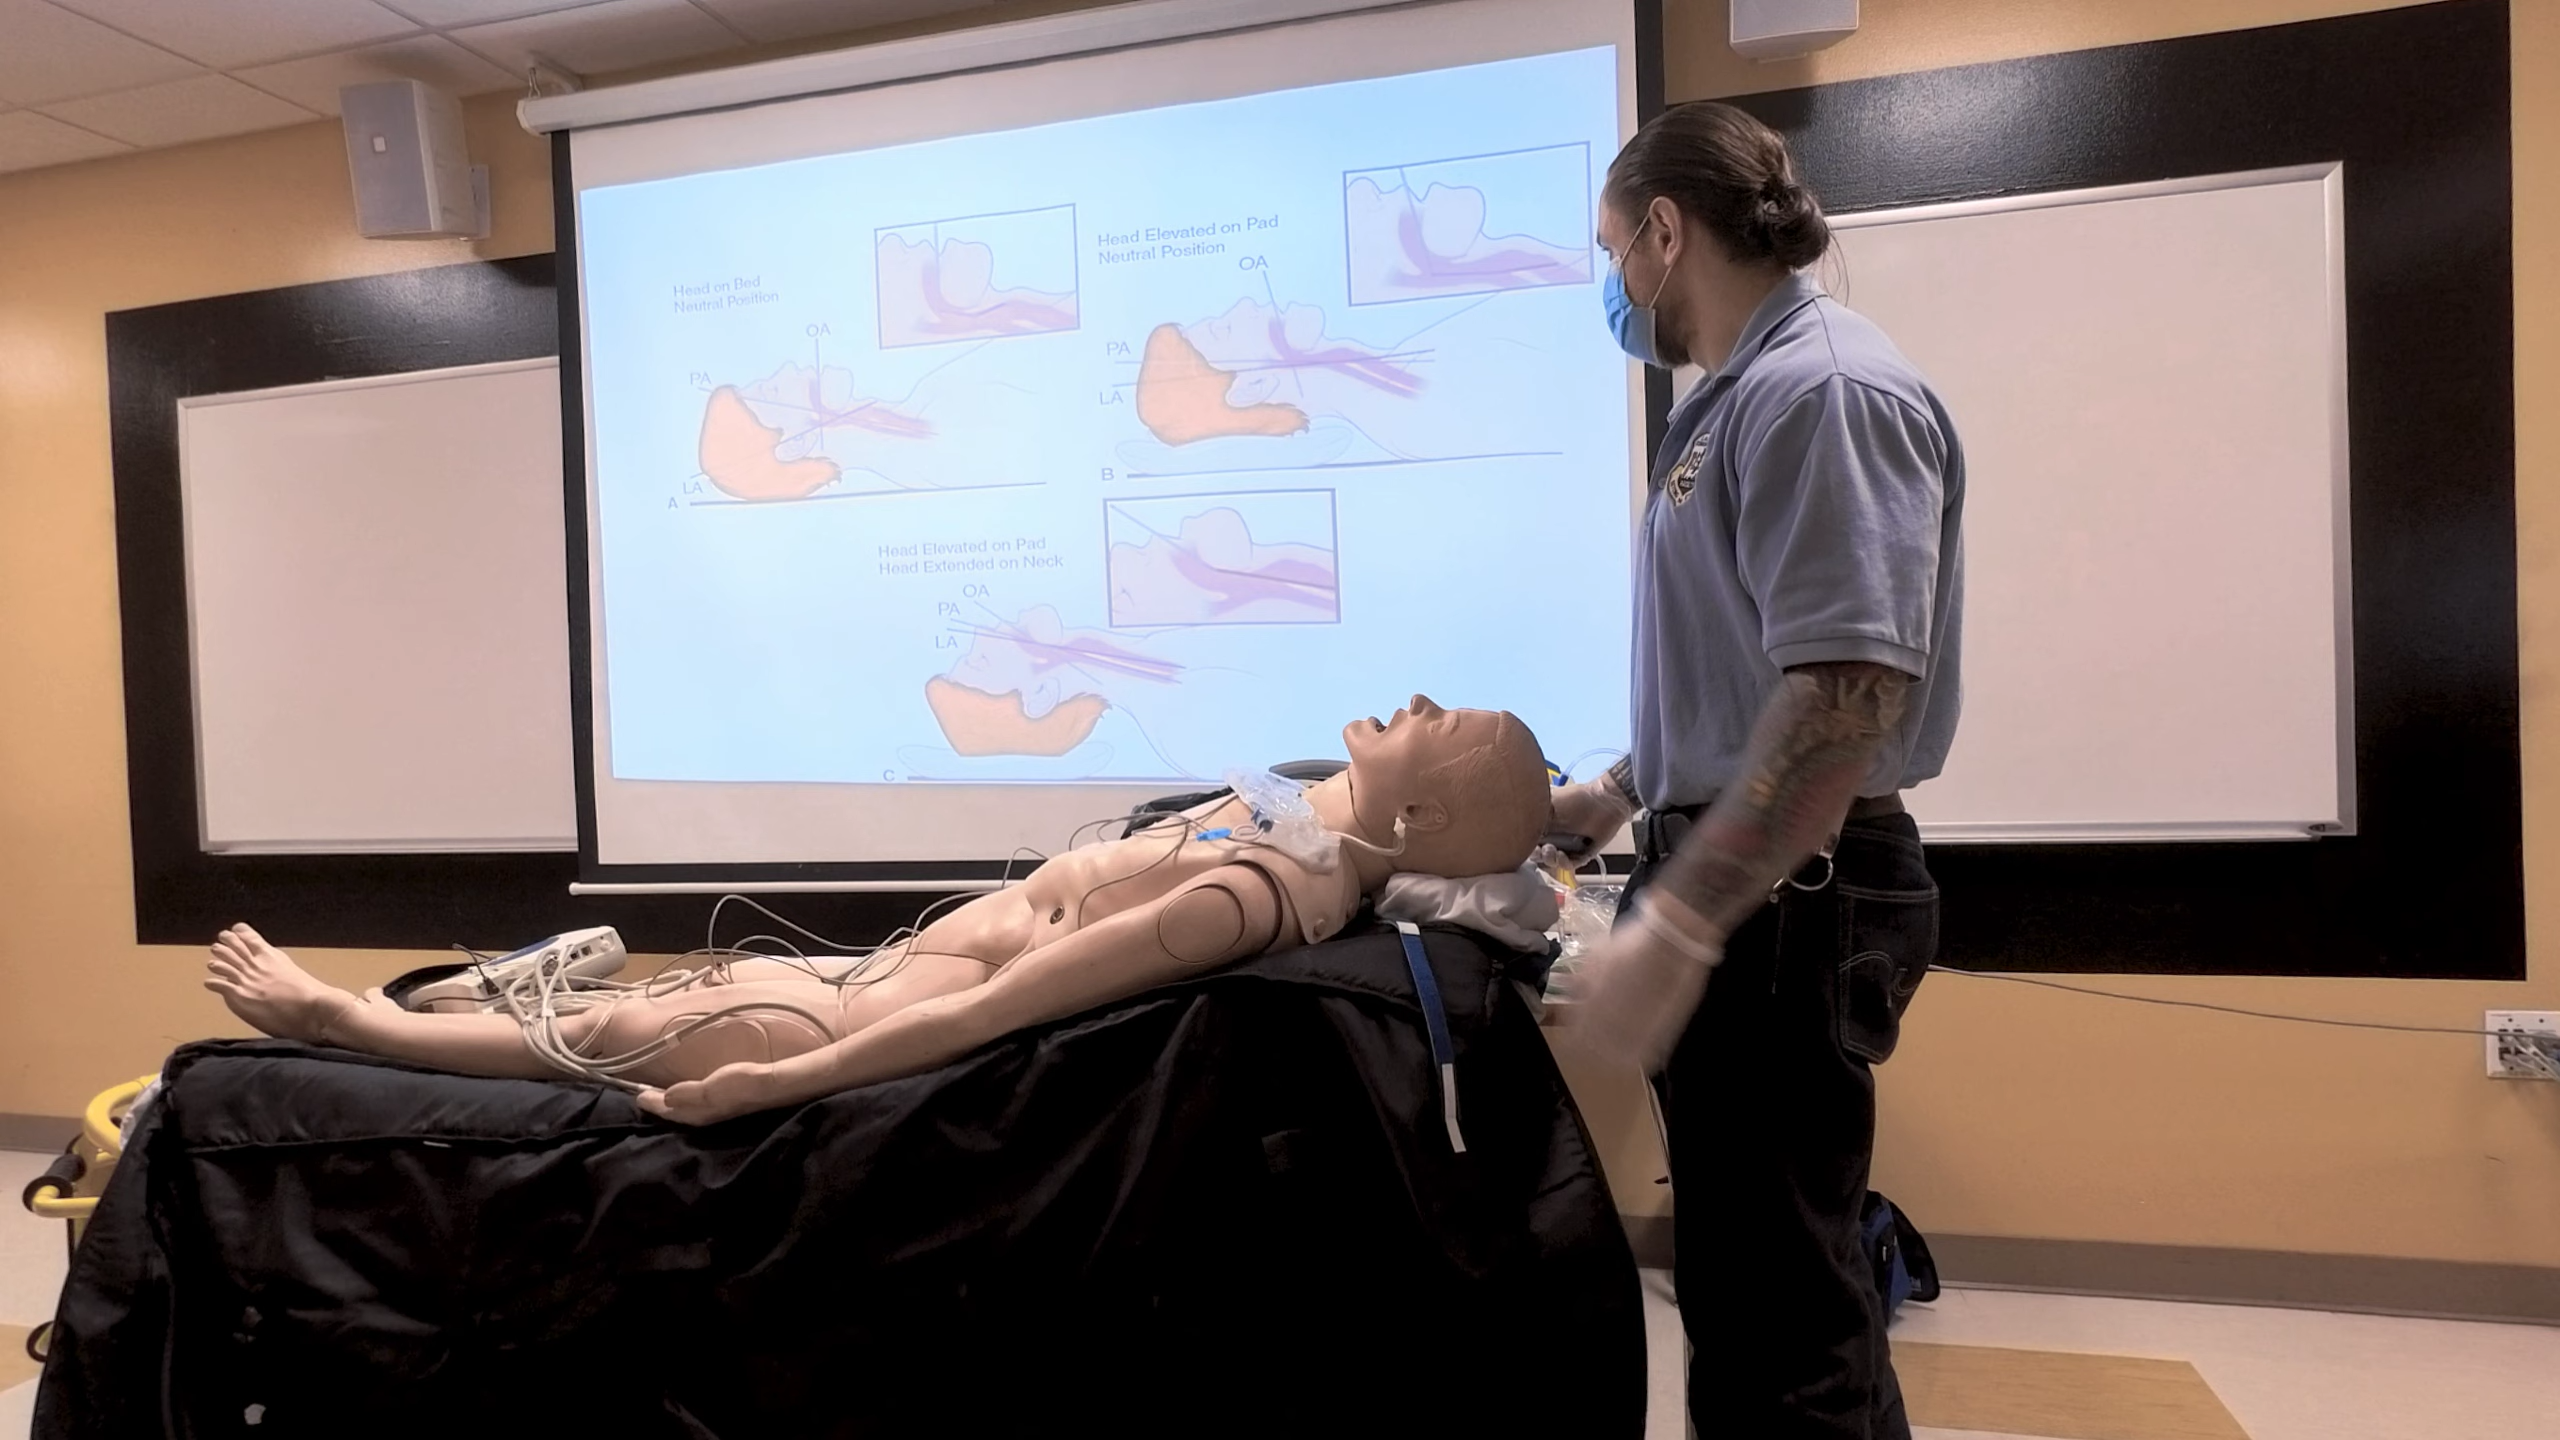 Head on Bed
Neutral Position
OA
PA
LA
A
Head Elevated on Pad
Neutral Position
OA
PA
LA
B
Head Elevated on Pad
Head Extended on Neck
OA
PA
LA
C